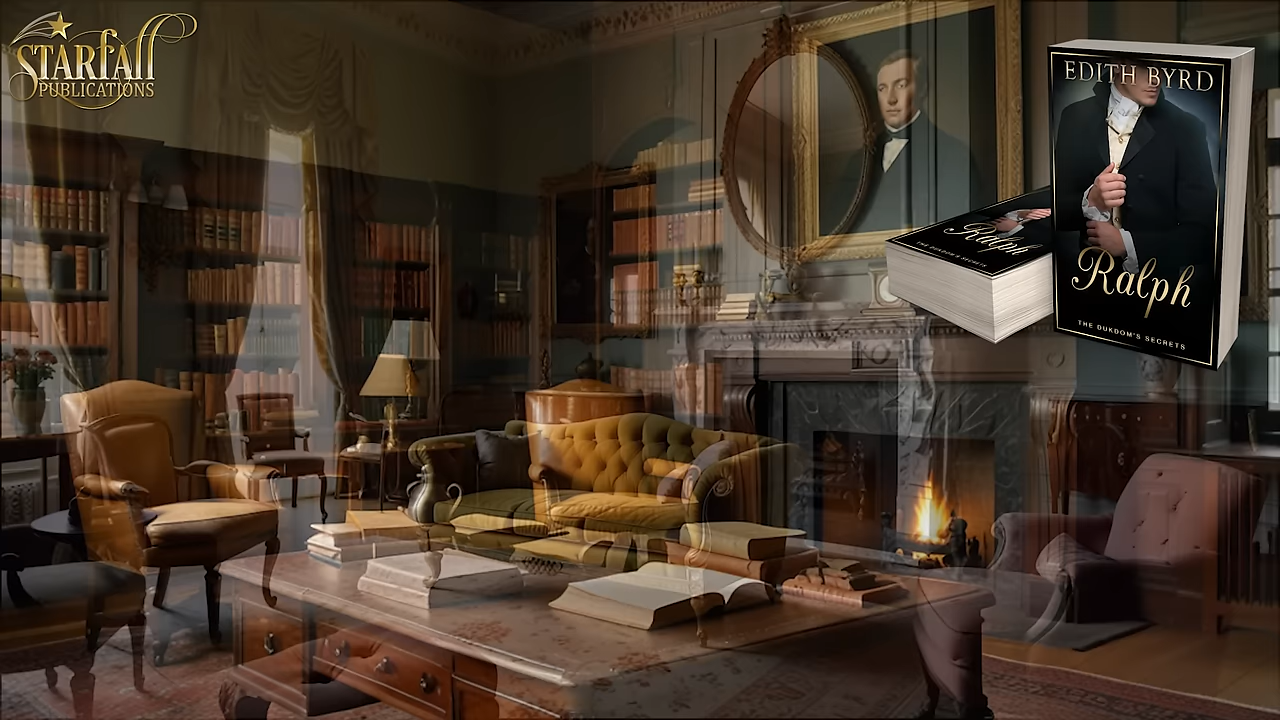 STARfall
PUBLICATIONS
EDITH BYRD
Ralph
THE DUKDOM'S SECRETS
Ralph
THE DUKDOM'S SECRETS